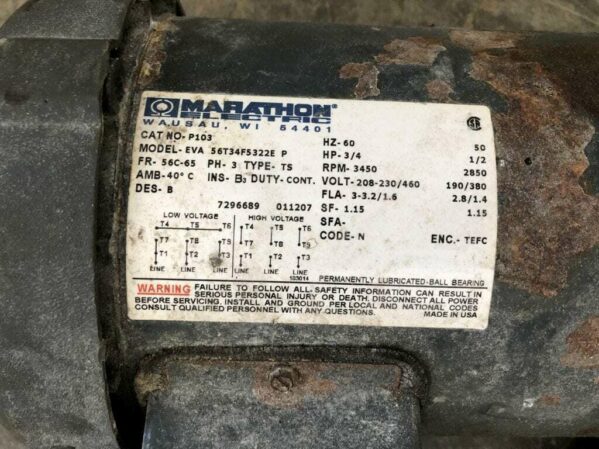 MARATHON®
ELECTRIC
WAUSAU, WI 54401
CAT NO- P103
MODEL- EVA 56T34F5322E P
FR- 56C-65 PH- 3 TYPE- TS
AMB-40° C INS- B3 DUTY- CONT.
DES- B
7296689 011207
HZ- 60 50
HP- 3/4 1/2
RPM- 3450 2850
VOLT- 208-230/460 190/380
FLA- 3-3.2/1.6 2.8/1.4
SF- 1.15 1.15
SFA-
CODE- N ENC.- TEFC
LOW VOLTAGE HIGH VOLTAGE
T4 T5 T6 T4 T5 T6
T7 T8 T9 T7 T8 T9
T1 T2 T3 T1 T2 T3
LINE LINE LINE LINE
103014 PERMANENTLY LUBRICATED-BALL BEARING
WARNING FAILURE TO FOLLOW ALL SAFETY INFORMATION CAN RESULT IN
SERIOUS PERSONAL INJURY OR DEATH. DISCONNECT ALL POWER
BEFORE SERVICING. INSTALL AND GROUND PER LOCAL AND NATIONAL CODES
CONSULT QUALIFIED PERSONNEL WITH ANY QUESTIONS. MADE IN USA